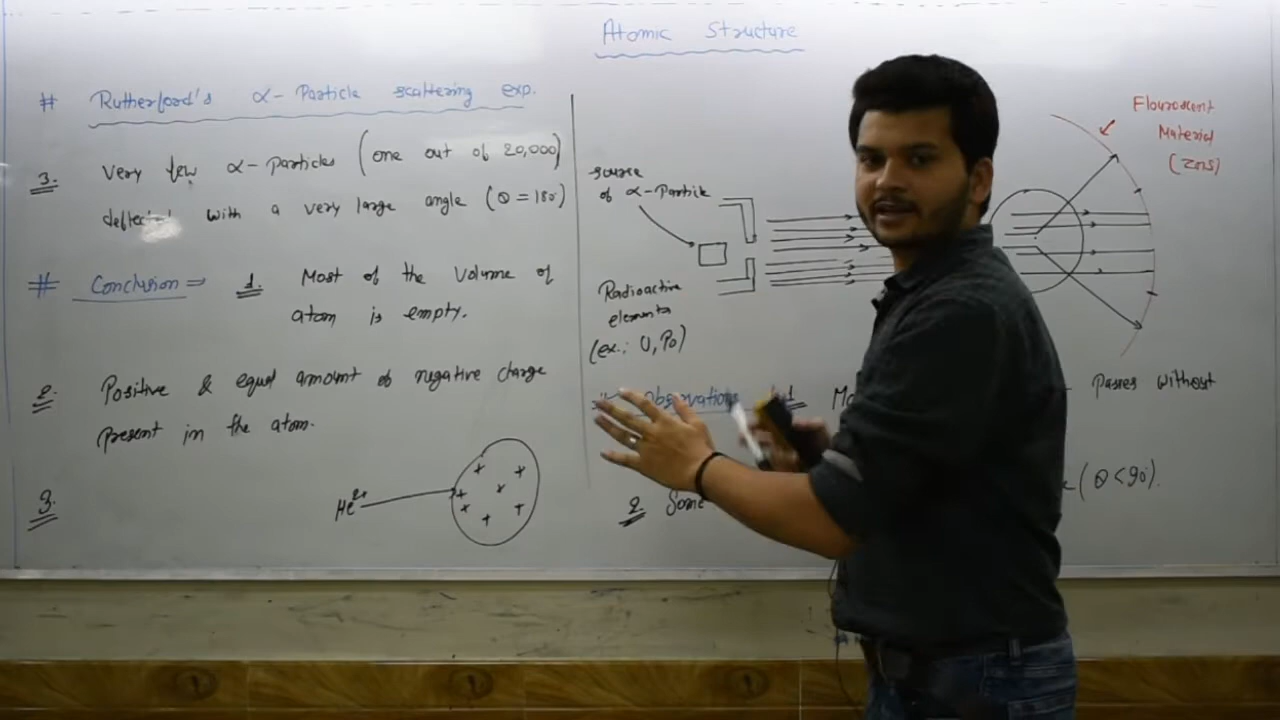 Atomic Structure
# Rutherford's α-Particle scattering exp.
3. Very few α-Particles (one out of 20,000)
with a very large angle (θ = 180°)
# Conclusion ⇒ 1. Most of the Volume of
atom is empty.
2. Positive & equal amount of negative charge
present in the atom.
3.
He²⁺
+ + + + + + +
source
of α-Particle
Radioactive
elements
(ex.: U, Po)
Flouroscent
Material
(ZnS)
Observations 1.
Passes without
2. Some
(θ < 90°).